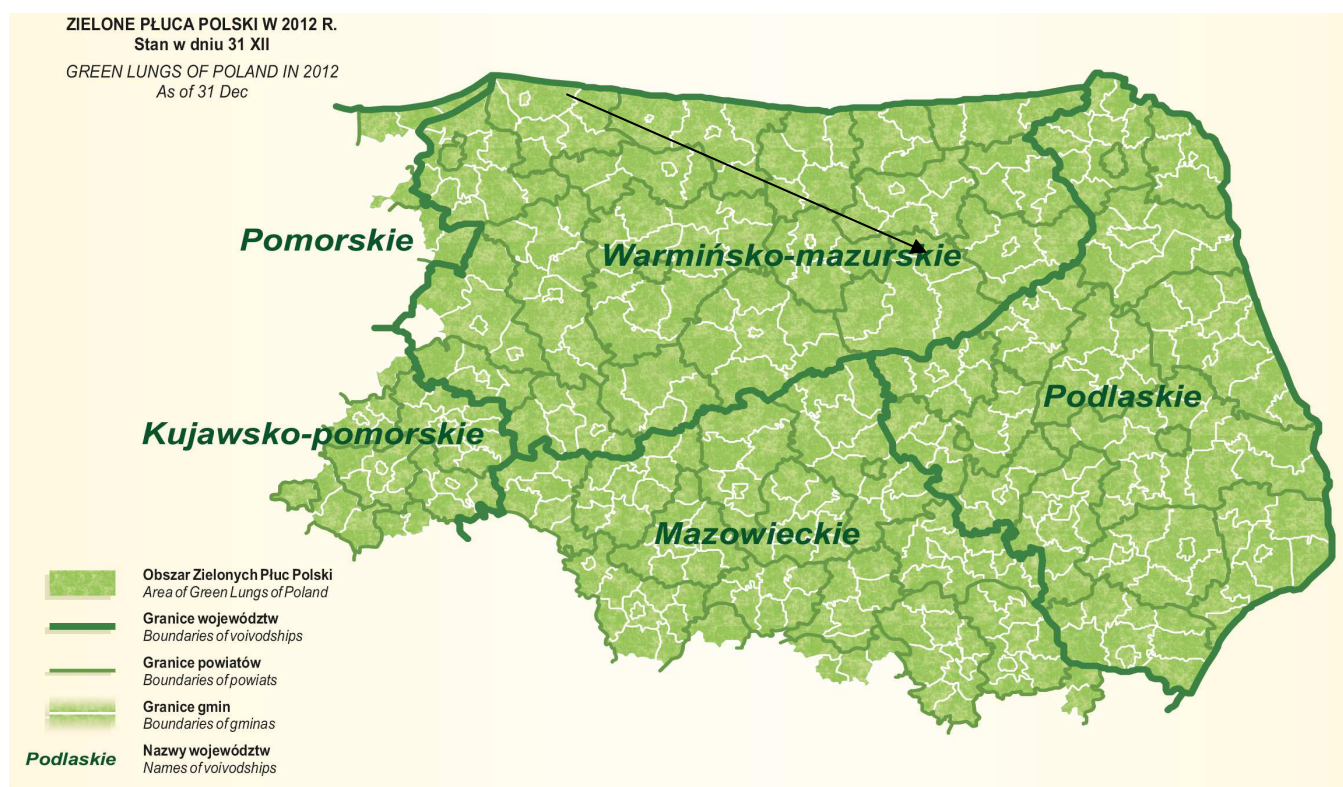 ZIELONE PŁUCA POLSKI W 2012 R.
Stan w dniu 31 XII
GREEN LUNGS OF POLAND IN 2012
As of 31 Dec
Pomorskie
Warmińsko-mazurskie
Podlaskie
Kujawsko-pomorskie
Mazowieckie
Obszar Zielonych Płuc Polski
Area of Green Lungs of Poland
Granice województw
Boundaries of voivodships
Granice powiatów
Boundaries of powiats
Granice gmin
Boundaries of gminas
Podlaskie
Nazwy województw
Names of voivodships